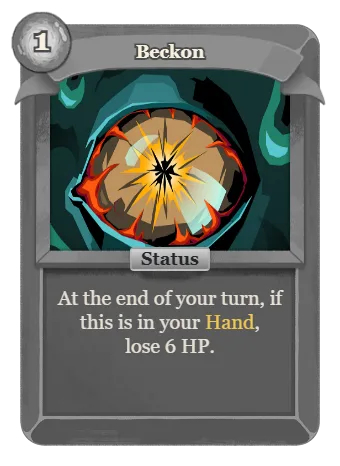 1
Beckon
Status
At the end of your turn, if
this is in your Hand,
lose 6 HP.